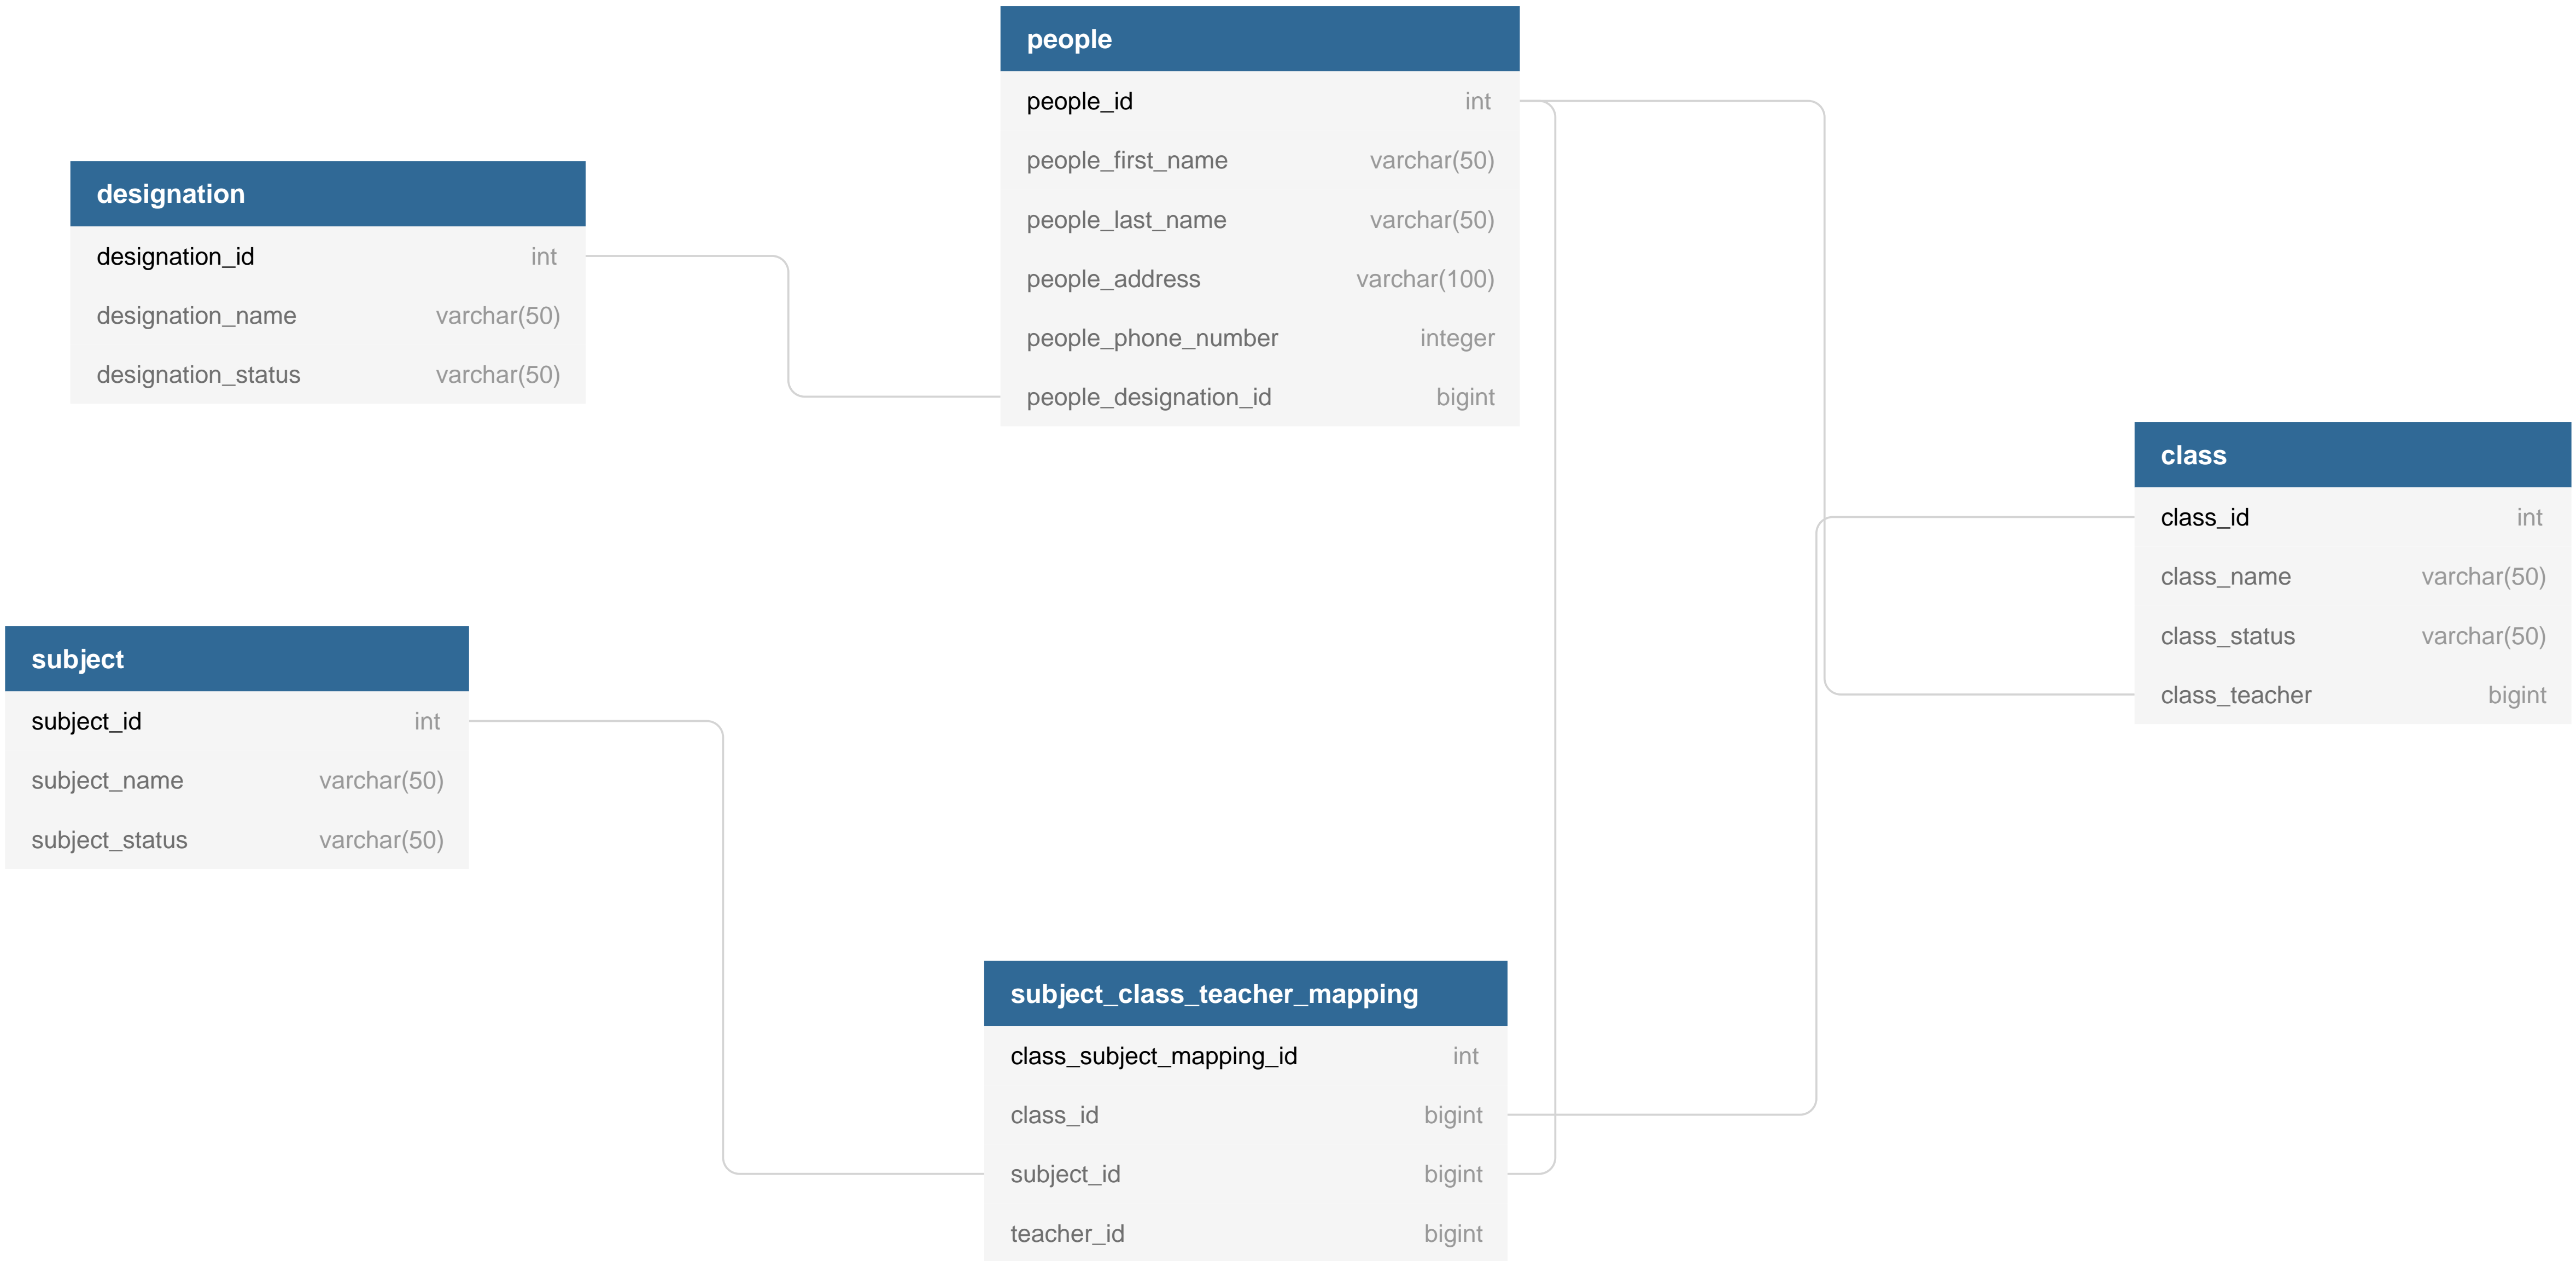 people
people_id int
people_first_name varchar(50)
people_last_name varchar(50)
people_address varchar(100)
people_phone_number integer
people_designation_id bigint
designation
designation_id int
designation_name varchar(50)
designation_status varchar(50)
class
class_id int
class_name varchar(50)
class_status varchar(50)
class_teacher bigint
subject
subject_id int
subject_name varchar(50)
subject_status varchar(50)
subject_class_teacher_mapping
class_subject_mapping_id int
class_id bigint
subject_id bigint
teacher_id bigint